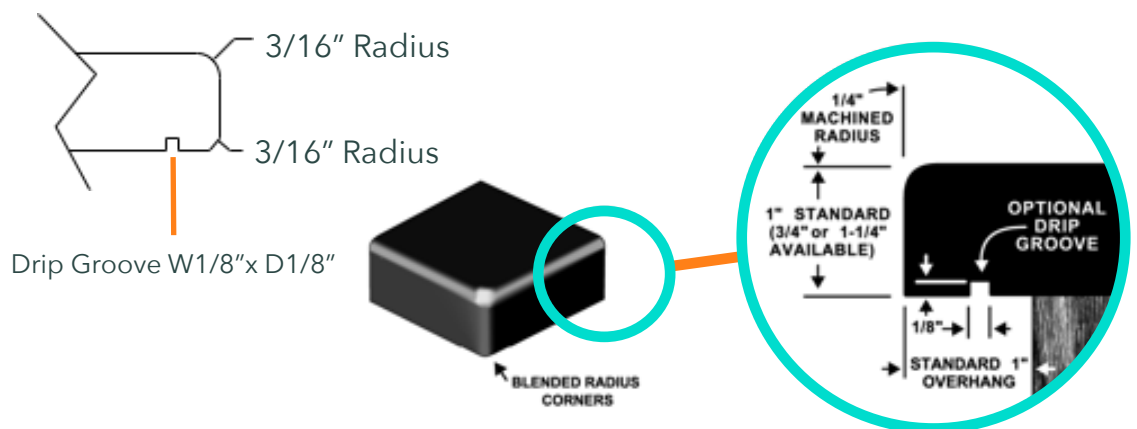 3/16” Radius
3/16” Radius
Drip Groove W1/8”x D1/8”
BLENDED RADIUS
CORNERS
1/4"
MACHINED
RADIUS
1" STANDARD
(3/4" or 1-1/4"
AVAILABLE)
OPTIONAL
DRIP
GROOVE
1/8"
STANDARD 1"
OVERHANG